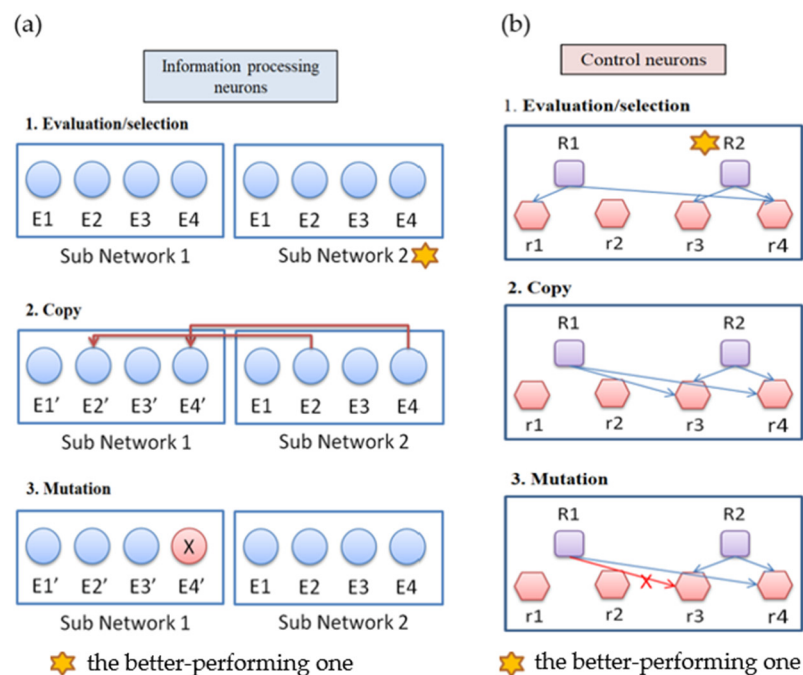 (a)
Information processing
neurons
1. Evaluation/selection
E1 E2 E3 E4
E1 E2 E3 E4
Sub Network 1
Sub Network 2
2. Copy
E1′ E2′ E3′ E4′
E1 E2 E3 E4
Sub Network 1
Sub Network 2
3. Mutation
X
E1′ E2′ E3′ E4′
E1 E2 E3 E4
Sub Network 1
Sub Network 2
the better-performing one
(b)
Control neurons
1. Evaluation/selection
R1 R2
r1 r2 r3 r4
2. Copy
R1 R2
r1 r2 r3 r4
3. Mutation
R1 R2
X
r1 r2 r3 r4
the better-performing one